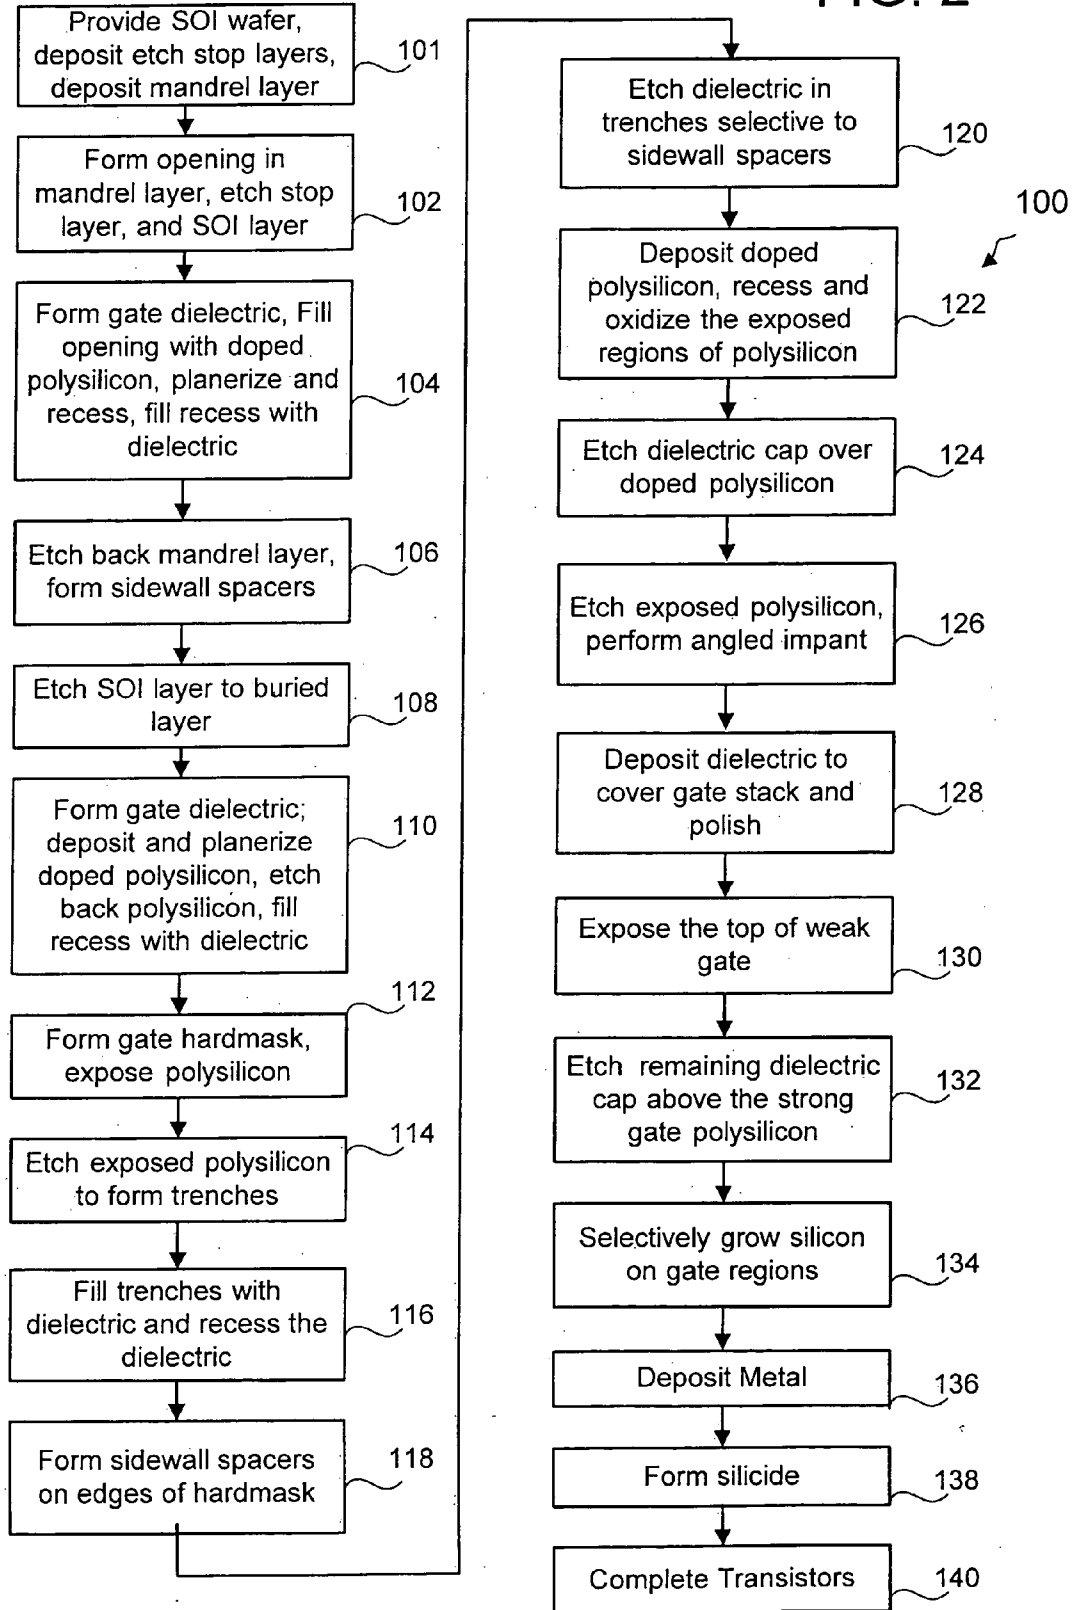 FIG. 2
Provide SOI wafer,
deposit etch stop layers,
deposit mandrel layer
101
Form opening in
mandrel layer, etch stop
layer, and SOI layer
102
Form gate dielectric, Fill
opening with doped
polysilicon, planerize and
recess, fill recess with
dielectric
104
Etch back mandrel layer,
form sidewall spacers
106
Etch SOI layer to buried
layer
108
Form gate dielectric;
deposit and planerize
doped polysilicon, etch
back polysilicon, fill
recess with dielectric
110
Form gate hardmask,
expose polysilicon
112
Etch exposed polysilicon
to form trenches
114
Fill trenches with
dielectric and recess the
dielectric
116
Form sidewall spacers
on edges of hardmask
118
Etch dielectric in
trenches selective to
sidewall spacers
120
100
Deposit doped
polysilicon, recess and
oxidize the exposed
regions of polysilicon
122
Etch dielectric cap over
doped polysilicon
124
Etch exposed polysilicon,
perform angled impant
126
Deposit dielectric to
cover gate stack and
polish
128
Expose the top of weak
gate
130
Etch remaining dielectric
cap above the strong
gate polysilicon
132
Selectively grow silicon
on gate regions
134
Deposit Metal
136
Form silicide
138
Complete Transistors
140